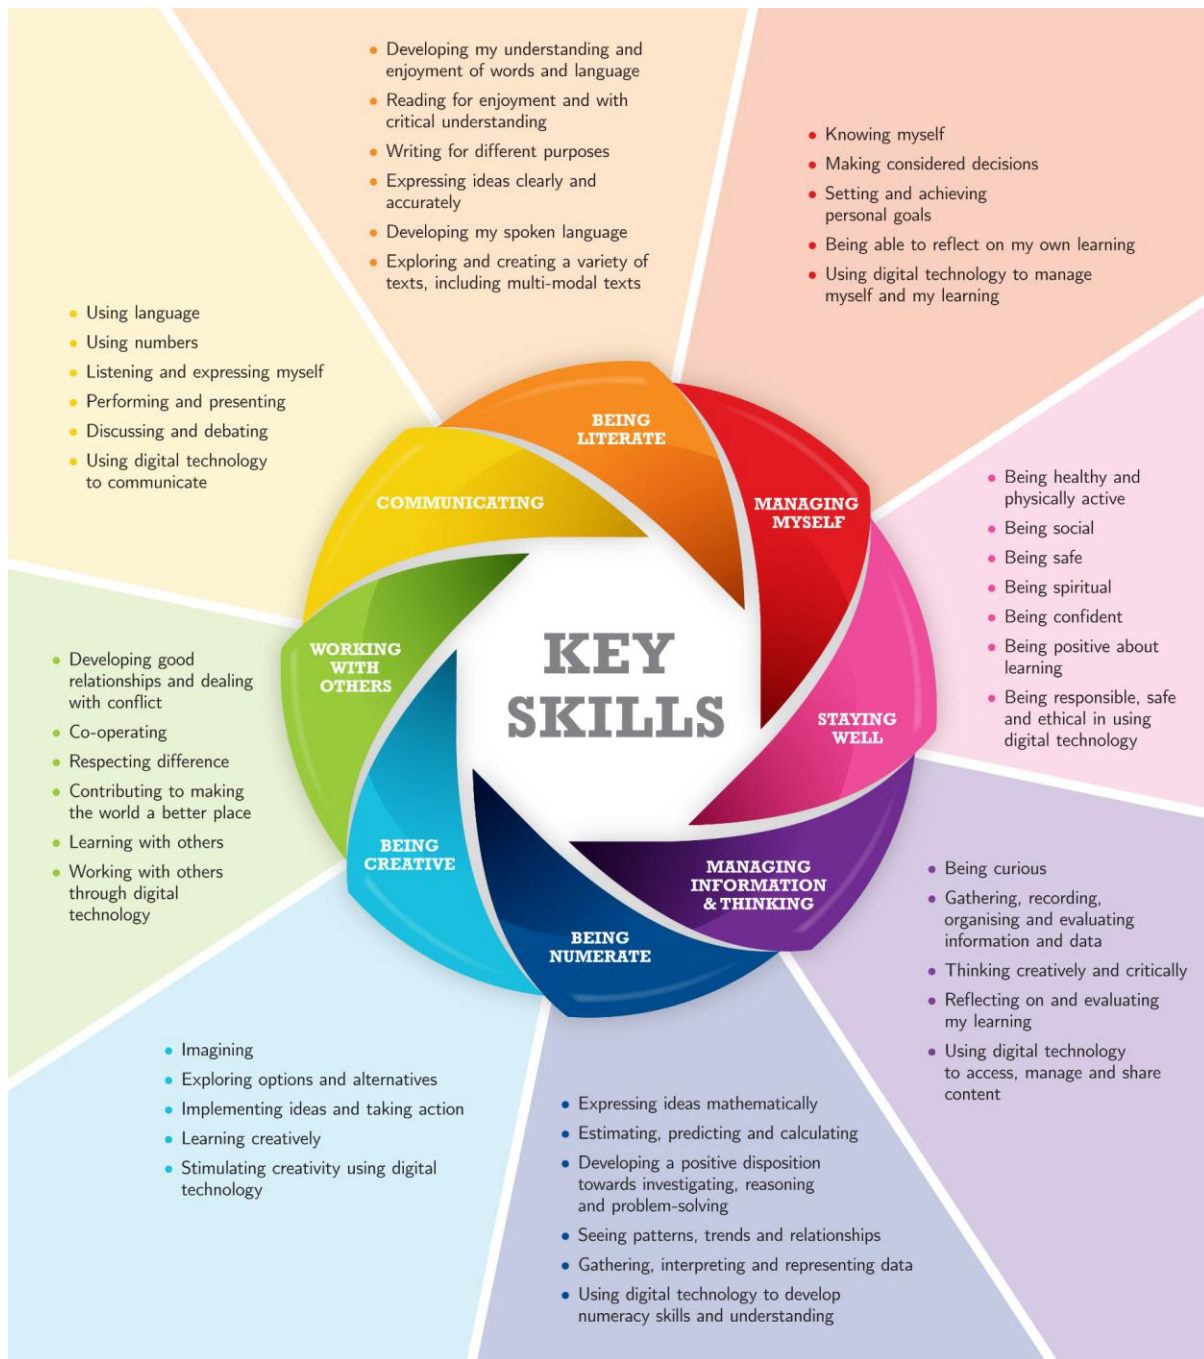 KEY
SKILLS
BEING
LITERATE
Developing my understanding and
enjoyment of words and language
Reading for enjoyment and with
critical understanding
Writing for different purposes
Expressing ideas clearly and
accurately
Developing my spoken language
Exploring and creating a variety of
texts, including multi-modal texts
MANAGING
MYSELF
Knowing myself
Making considered decisions
Setting and achieving
personal goals
Being able to reflect on my own learning
Using digital technology to manage
myself and my learning
STAYING
WELL
Being healthy and
physically active
Being social
Being safe
Being spiritual
Being confident
Being positive about
learning
Being responsible, safe
and ethical in using
digital technology
MANAGING
INFORMATION
& THINKING
Being curious
Gathering, recording,
organising and evaluating
information and data
Thinking creatively and critically
Reflecting on and evaluating
my learning
Using digital technology
to access, manage and share
content
BEING
NUMERATE
Expressing ideas mathematically
Estimating, predicting and calculating
Developing a positive disposition
towards investigating, reasoning
and problem-solving
Seeing patterns, trends and relationships
Gathering, interpreting and representing data
Using digital technology to develop
numeracy skills and understanding
BEING
CREATIVE
Imagining
Exploring options and alternatives
Implementing ideas and taking action
Learning creatively
Stimulating creativity using digital
technology
WORKING
WITH
OTHERS
Developing good
relationships and dealing
with conflict
Co-operating
Respecting difference
Contributing to making
the world a better place
Learning with others
Working with others
through digital
technology
COMMUNICATING
Using language
Using numbers
Listening and expressing myself
Performing and presenting
Discussing and debating
Using digital technology
to communicate